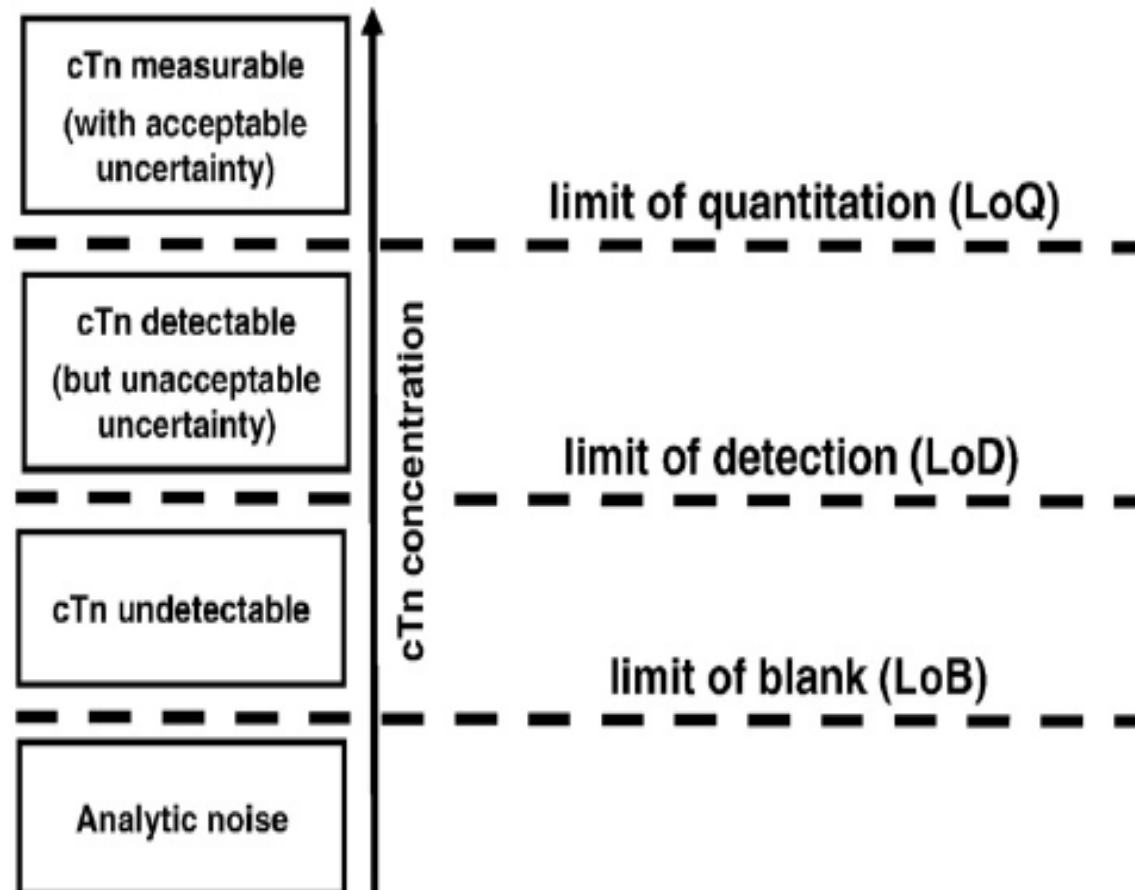 cTn measurable
(with acceptable
uncertainty)
limit of quantitation (LoQ)
cTn detectable
(but unacceptable
uncertainty)
cTn concentration
limit of detection (LoD)
cTn undetectable
limit of blank (LoB)
Analytic noise